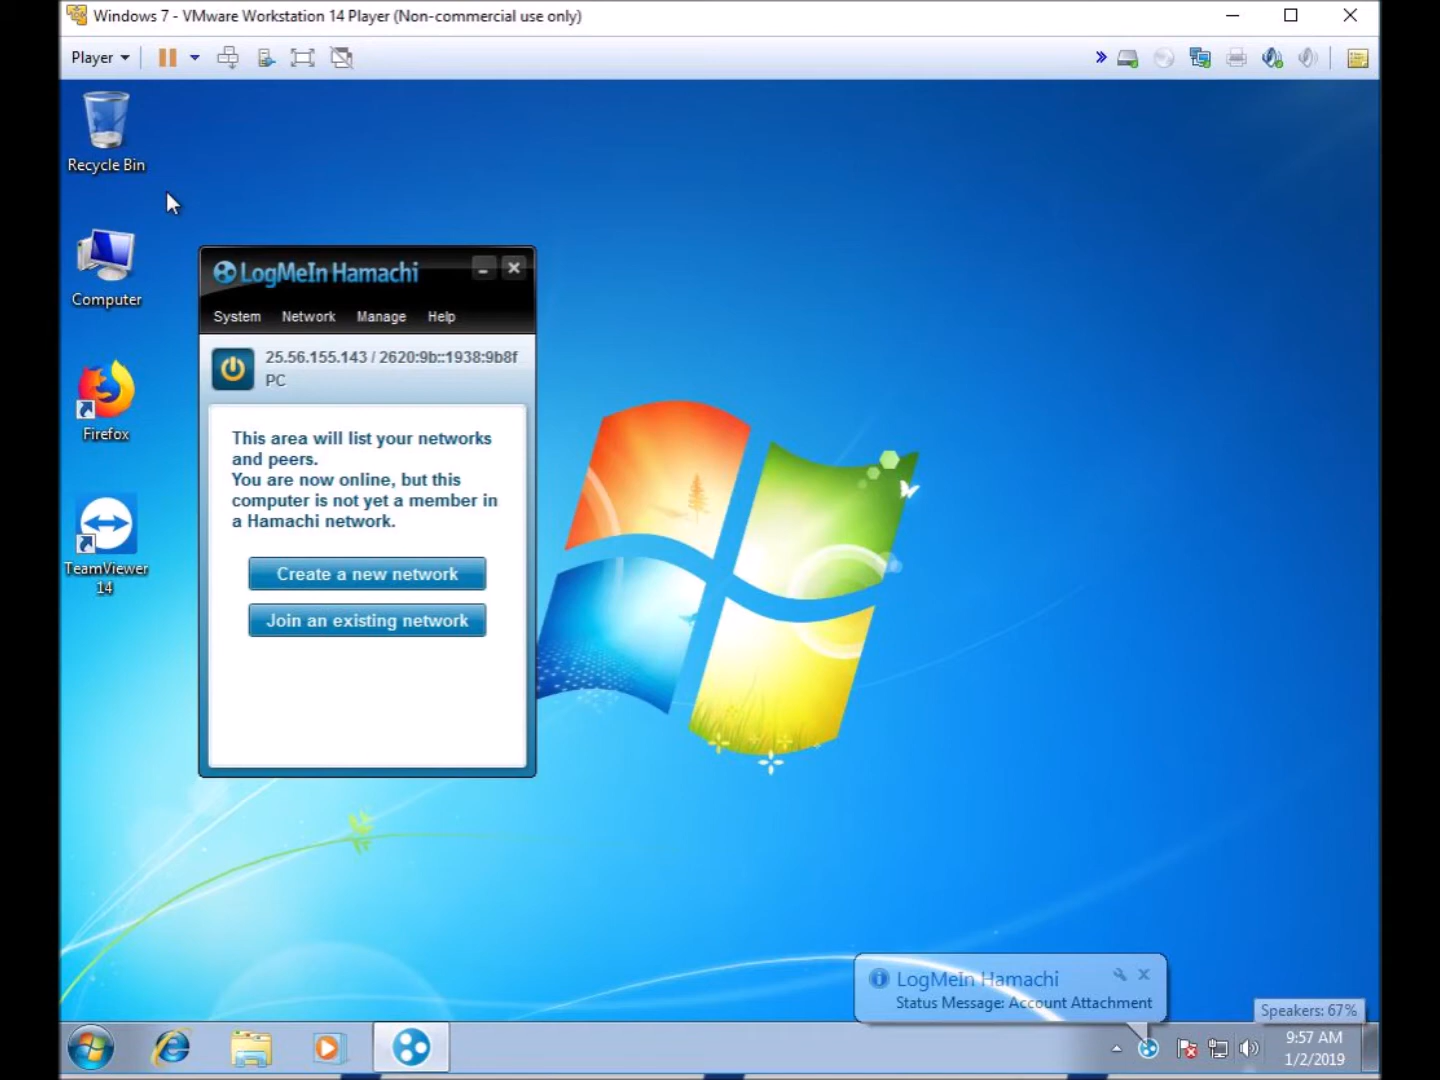 Windows 7 - VMware Workstation 14 Player (Non-commercial use only)
Player
Recycle Bin
Computer
Firefox
TeamViewer
14
LogMeIn Hamachi
System Network Manage Help
25.56.155.143 / 2620:9b::1938:9b8f
PC
This area will list your networks
and peers.
You are now online, but this
computer is not yet a member in
a Hamachi network.
Create a new network
Join an existing network
LogMeIn Hamachi
Status Message: Account Attachment
Speakers: 67%
9:57 AM
1/2/2019